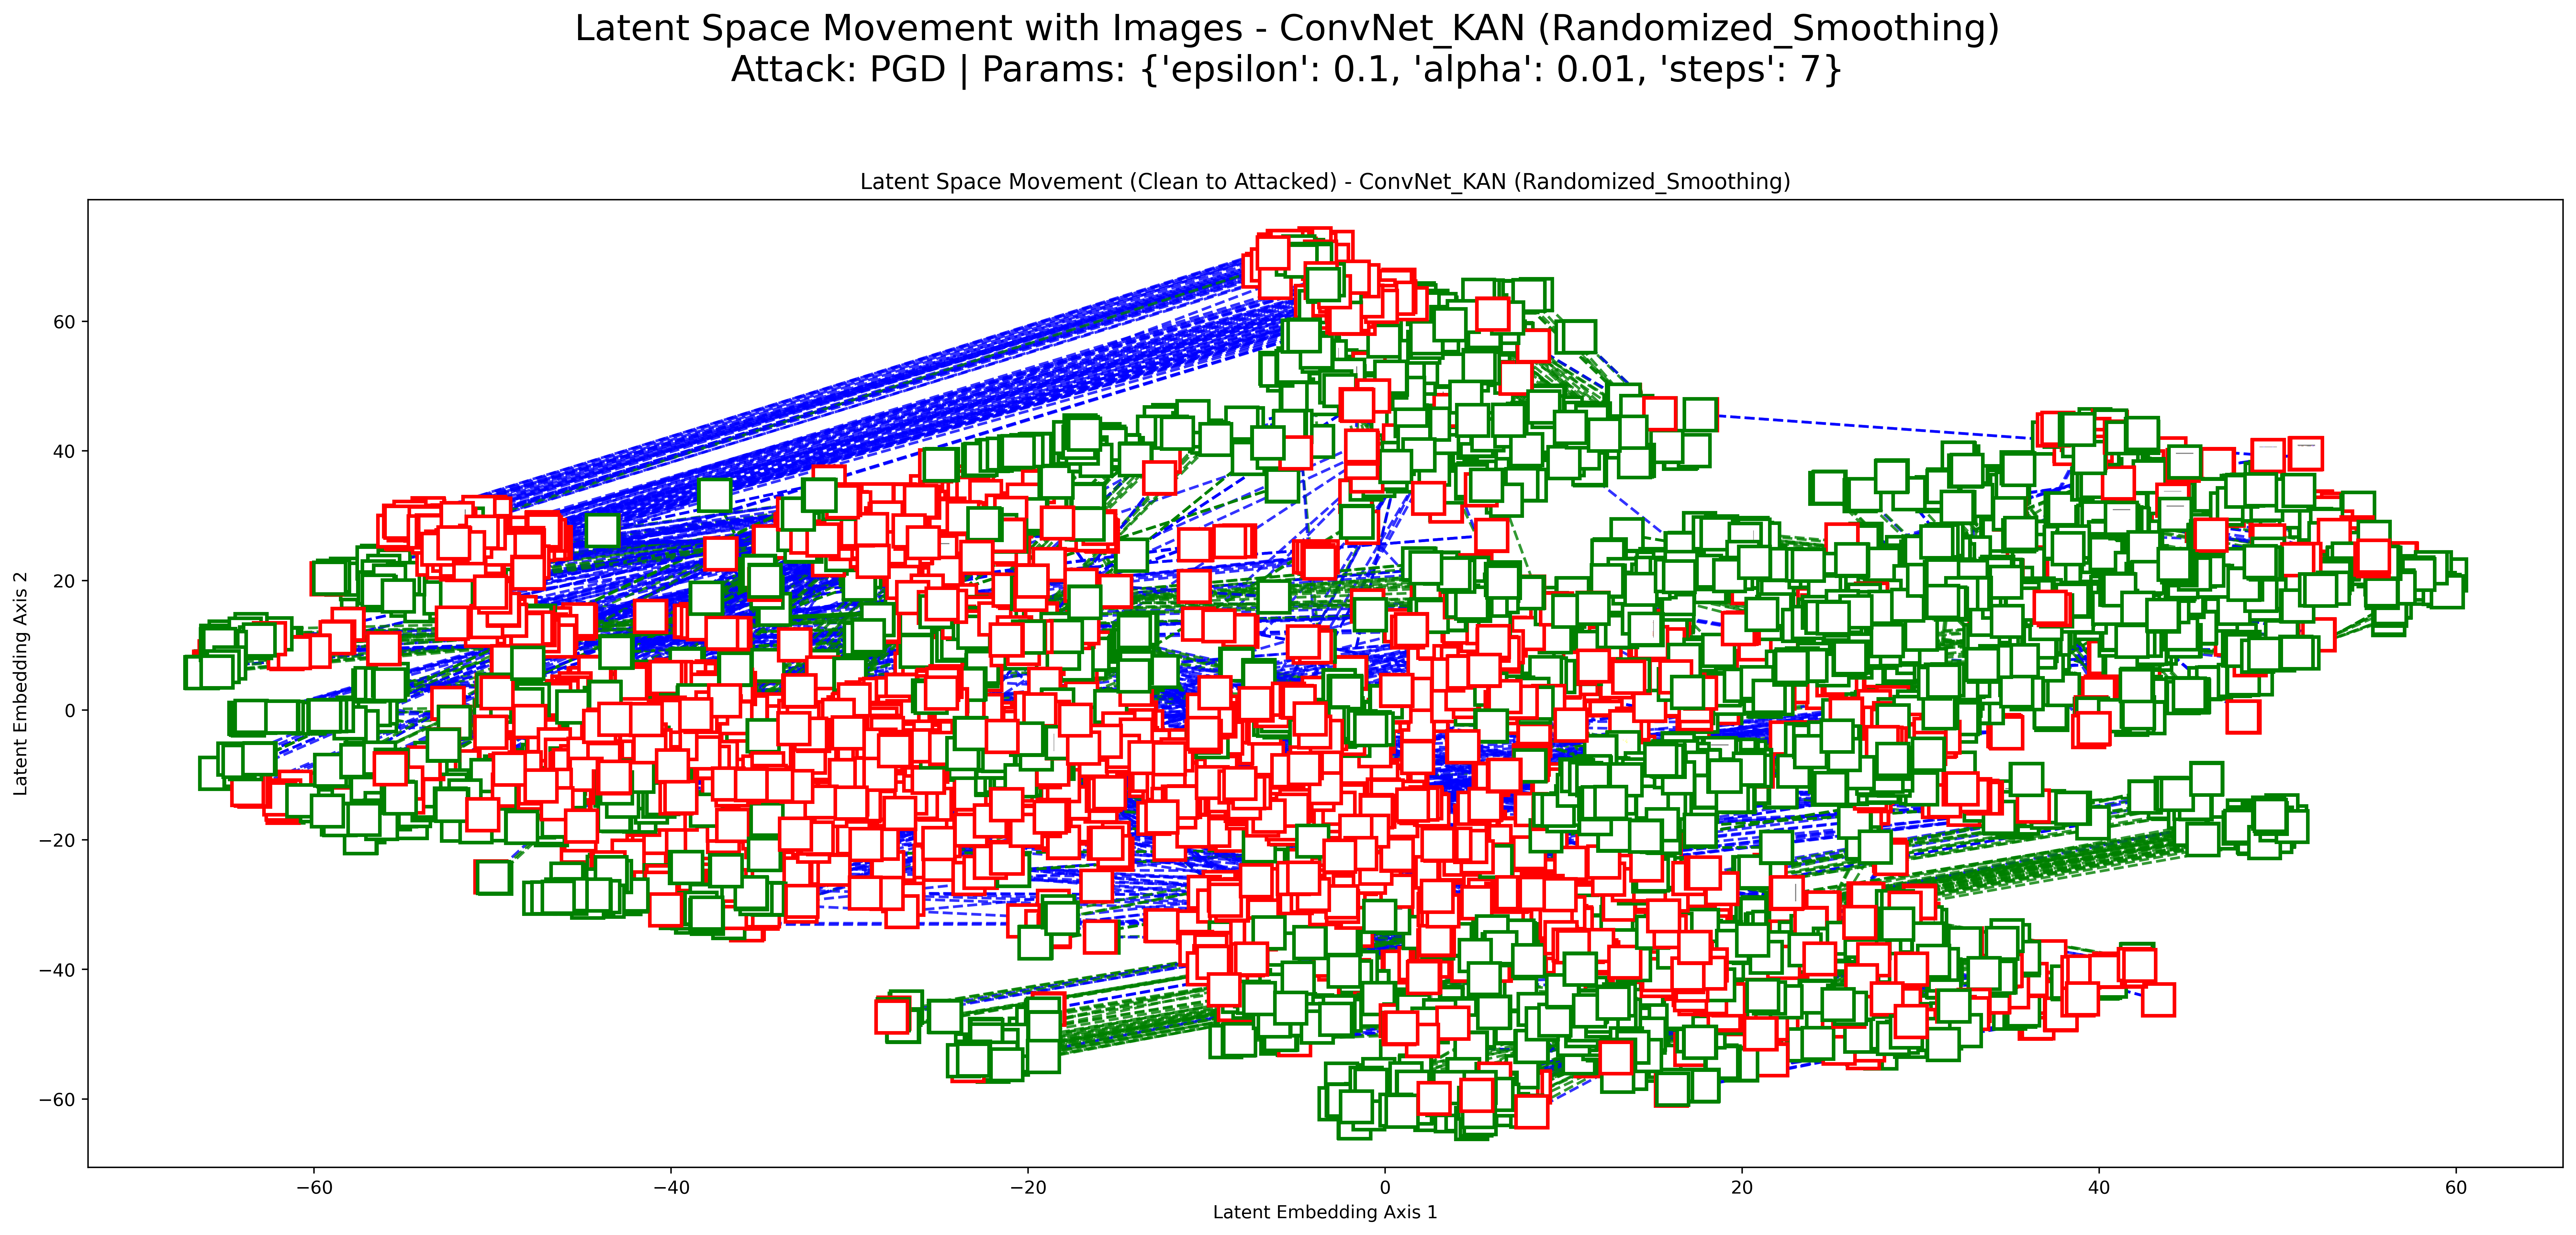 Latent Space Movement with Images - ConvNet_KAN (Randomized_Smoothing)
Attack: PGD | Params: {'epsilon': 0.1, 'alpha': 0.01, 'steps': 7}
Latent Space Movement (Clean to Attacked) - ConvNet_KAN (Randomized_Smoothing)
Latent Embedding Axis 2
60
40
20
0
−20
−40
−60
−60
−40
−20
0
20
40
60
Latent Embedding Axis 1